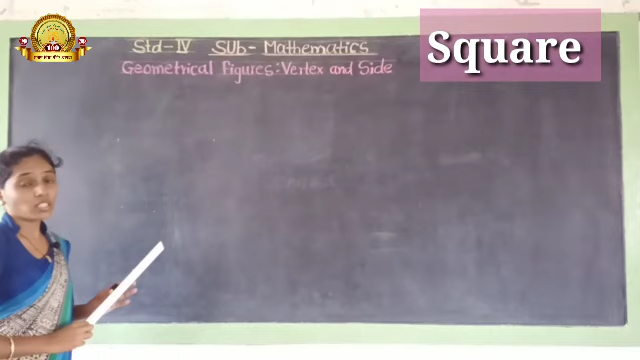 Std-IV Sub- Mathematics
Geometrical Figures: Vertex and Side
Square